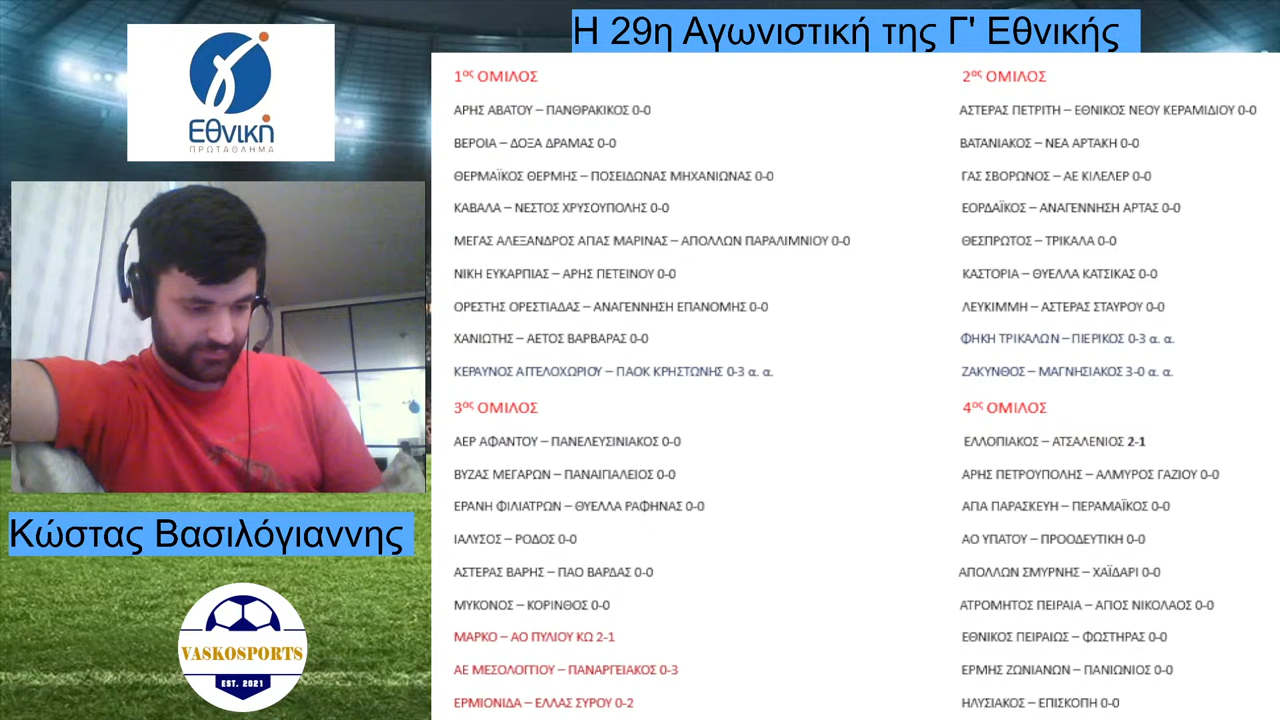 Η 29η Αγωνιστική της Γ' Εθνικής
Εθνική
ΠΡΩΤΑΘΛΗΜΑ
1ος ΟΜΙΛΟΣ
ΑΡΗΣ ΑΒΑΤΟΥ – ΠΑΝΘΡΑΚΙΚΟΣ 0-0
ΒΕΡΟΙΑ – ΔΟΞΑ ΔΡΑΜΑΣ 0-0
ΘΕΡΜΑΪΚΟΣ ΘΕΡΜΗΣ – ΠΟΣΕΙΔΩΝΑΣ ΜΗΧΑΝΙΩΝΑΣ 0-0
ΚΑΒΑΛΑ – ΝΕΣΤΟΣ ΧΡΥΣΟΥΠΟΛΗΣ 0-0
ΜΕΓΑΣ ΑΛΕΞΑΝΔΡΟΣ ΑΓΙΑΣ ΜΑΡΙΝΑΣ – ΑΠΟΛΛΩΝ ΠΑΡΑΛΙΜΝΙΟΥ 0-0
ΝΙΚΗ ΕΥΚΑΡΠΙΑΣ – ΑΡΗΣ ΠΕΤΕΙΝΟΥ 0-0
ΟΡΕΣΤΗΣ ΟΡΕΣΤΙΑΔΑΣ – ΑΝΑΓΕΝΝΗΣΗ ΕΠΑΝΟΜΗΣ 0-0
ΧΑΝΙΩΤΗΣ – ΑΕΤΟΣ ΒΑΡΒΑΡΑΣ 0-0
ΚΕΡΑΥΝΟΣ ΑΓΓΕΛΟΧΩΡΙΟΥ – ΠΑΟΚ ΚΡΗΣΤΩΝΗΣ 0-3 α. α.
2ος ΟΜΙΛΟΣ
ΑΣΤΕΡΑΣ ΠΕΤΡΙΤΗ – ΕΘΝΙΚΟΣ ΝΕΟΥ ΚΕΡΑΜΙΔΙΟΥ 0-0
ΒΑΤΑΝΙΑΚΟΣ – ΝΕΑ ΑΡΤΑΚΗ 0-0
ΓΑΣ ΣΒΟΡΩΝΟΣ – ΑΕ ΚΙΛΕΛΕΡ 0-0
ΕΟΡΔΑΪΚΟΣ – ΑΝΑΓΕΝΝΗΣΗ ΑΡΤΑΣ 0-0
ΘΕΣΠΡΩΤΟΣ – ΤΡΙΚΑΛΑ 0-0
ΚΑΣΤΟΡΙΑ – ΘΥΕΛΛΑ ΚΑΤΣΙΚΑΣ 0-0
ΛΕΥΚΙΜΜΗ – ΑΣΤΕΡΑΣ ΣΤΑΥΡΟΥ 0-0
ΦΗΚΗ ΤΡΙΚΑΛΩΝ – ΠΙΕΡΙΚΟΣ 0-3 α. α.
ΖΑΚΥΝΘΟΣ – ΜΑΓΝΗΣΙΑΚΟΣ 3-0 α. α.
3ος ΟΜΙΛΟΣ
ΑΕΡ ΑΦΑΝΤΟΥ – ΠΑΝΕΛΕΥΣΙΝΙΑΚΟΣ 0-0
ΒΥΖΑΣ ΜΕΓΑΡΩΝ – ΠΑΝΑΙΓΙΑΛΕΙΟΣ 0-0
ΕΡΑΝΗ ΦΙΛΙΑΤΡΩΝ – ΘΥΕΛΛΑ ΡΑΦΗΝΑΣ 0-0
ΙΑΛΥΣΟΣ – ΡΟΔΟΣ 0-0
ΑΣΤΕΡΑΣ ΒΑΡΗΣ – ΠΑΟ ΒΑΡΔΑΣ 0-0
ΜΥΚΟΝΟΣ – ΚΟΡΙΝΘΟΣ 0-0
ΜΑΡΚΟ – ΑΟ ΠΥΛΙΟΥ ΚΩ 2-1
ΑΕ ΜΕΣΟΛΟΓΓΙΟΥ – ΠΑΝΑΡΓΕΙΑΚΟΣ 0-3
ΕΡΜΙΟΝΙΔΑ – ΕΛΛΑΣ ΣΥΡΟΥ 0-2
4ος ΟΜΙΛΟΣ
ΕΛΛΟΠΙΑΚΟΣ – ΑΤΣΑΛΕΝΙΟΣ 2-1
ΑΡΗΣ ΠΕΤΡΟΥΠΟΛΗΣ – ΑΛΜΥΡΟΣ ΓΑΖΙΟΥ 0-0
ΑΓΙΑ ΠΑΡΑΣΚΕΥΗ – ΠΕΡΑΜΑΪΚΟΣ 0-0
ΑΟ ΥΠΑΤΟΥ – ΠΡΟΟΔΕΥΤΙΚΗ 0-0
ΑΠΟΛΛΩΝ ΣΜΥΡΝΗΣ – ΧΑΪΔΑΡΙ 0-0
ΑΤΡΟΜΗΤΟΣ ΠΕΙΡΑΙΑ – ΑΓΙΟΣ ΝΙΚΟΛΑΟΣ 0-0
ΕΘΝΙΚΟΣ ΠΕΙΡΑΙΩΣ – ΦΩΣΤΗΡΑΣ 0-0
ΕΡΜΗΣ ΖΩΝΙΑΝΩΝ – ΠΑΝΙΩΝΙΟΣ 0-0
ΗΛΥΣΙΑΚΟΣ – ΕΠΙΣΚΟΠΗ 0-0
Κώστας Βασιλόγιαννης
VASKOSPORTS
EST. 2021